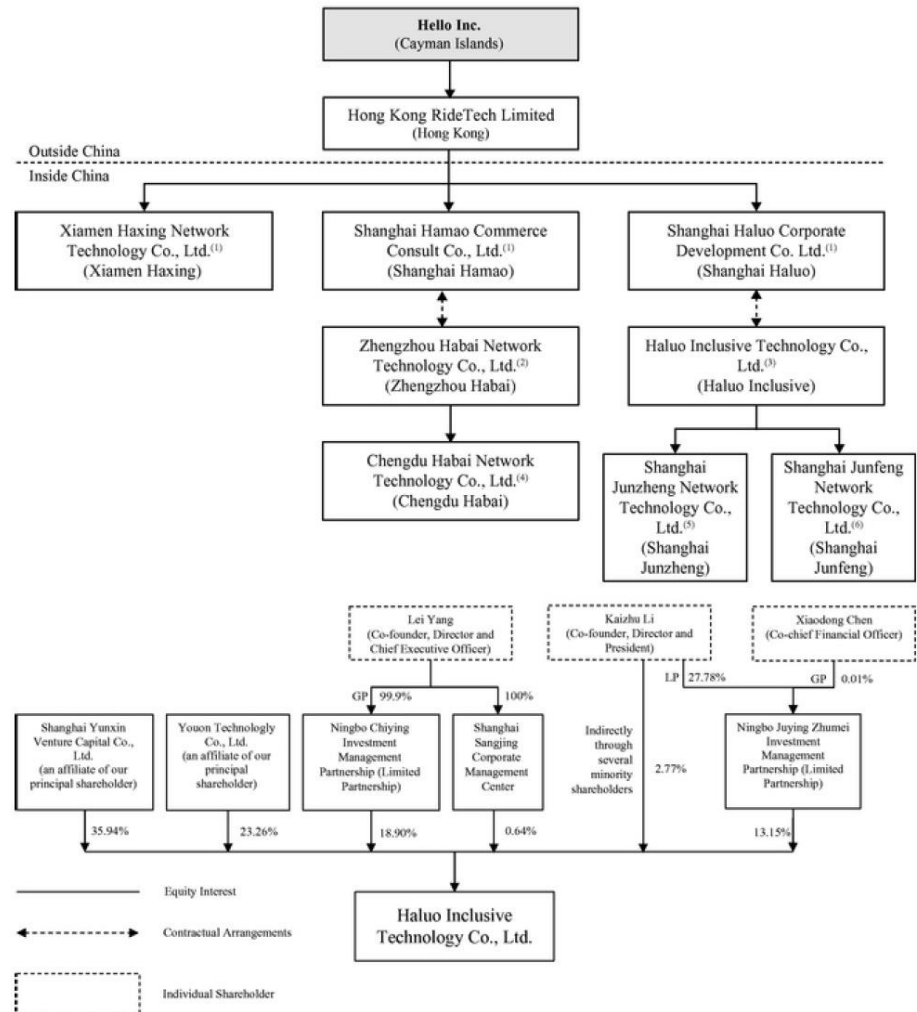 Hello Inc.
(Cayman Islands)
Hong Kong RideTech Limited
(Hong Kong)
Outside China
Inside China
Xiamen Haxing Network
Technology Co., Ltd.(1)
(Xiamen Haxing)
Shanghai Hamao Commerce
Consult Co., Ltd.(1)
(Shanghai Hamao)
Shanghai Haluo Corporate
Development Co. Ltd.(1)
(Shanghai Haluo)
Zhengzhou Habai Network
Technology Co., Ltd.(2)
(Zhengzhou Habai)
Haluo Inclusive Technology Co.,
Ltd.(3)
(Haluo Inclusive)
Chengdu Habai Network
Technology Co., Ltd.(4)
(Chengdu Habai)
Shanghai
Junzheng Network
Technology Co.,
Ltd.(5)
(Shanghai
Junzheng)
Shanghai Junfeng
Network
Technology Co.,
Ltd.(6)
(Shanghai
Junfeng)
Lei Yang
(Co-founder, Director and
Chief Executive Officer)
Kaizhu Li
(Co-founder, Director and
President)
Xiaodong Chen
(Co-chief Financial Officer)
GP 99.9%
100%
LP 27.78%
GP 0.01%
Shanghai Yunxin
Venture Capital Co.,
Ltd.
(an affiliate of our
principal shareholder)
Youon Technologly
Co., Ltd.
(an affiliate of our
principal
shareholder)
Ningbo Chiying
Investment
Management
Partnership (Limited
Partnership)
Shanghai
Sangjing
Corporate
Management
Center
Indirectly
through
several
minority
shareholders
2.77%
Ningbo Juying Zhumei
Investment
Management
Partnership (Limited
Partnership)
35.94%
23.26%
18.90%
0.64%
13.15%
Haluo Inclusive
Technology Co., Ltd.
Equity Interest
Contractual Arrangements
Individual Shareholder